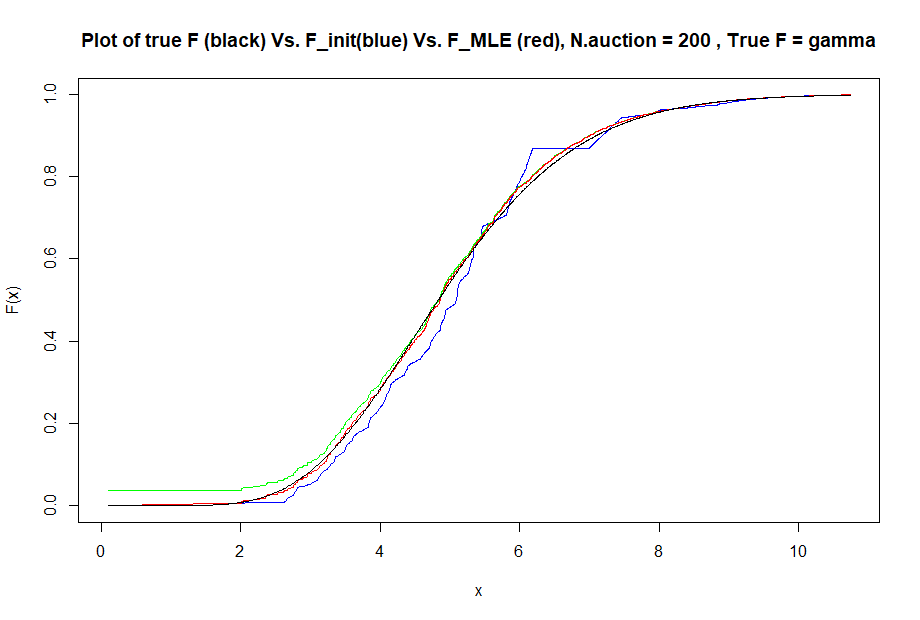 Plot of true F (black) Vs. F_init(blue) Vs. F_MLE (red), N.auction = 200 , True F = gamma
1.0
0.8
0.6
0.4
0.2
0.0
F(x)
0 2 4 6 8 10
x